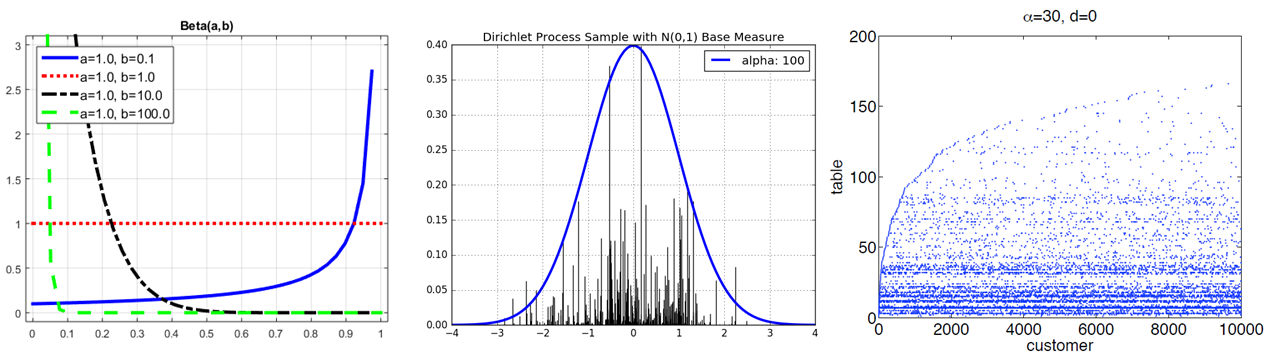 Beta(a,b)
3
2.5
2
1.5
1
0.5
0
a=1.0, b=0.1
a=1.0, b=1.0
a=1.0, b=10.0
a=1.0, b=100.0
0 0.1 0.2 0.3 0.4 0.5 0.6 0.7 0.8 0.9 1
Dirichlet Process Sample with N(0,1) Base Measure
0.40
0.35
0.30
0.25
0.20
0.15
0.10
0.05
0.00
alpha: 100
−4 −3 −2 −1 0 1 2 3 4
α=30, d=0
200
150
100
50
0
table
0 2000 4000 6000 8000 10000
customer